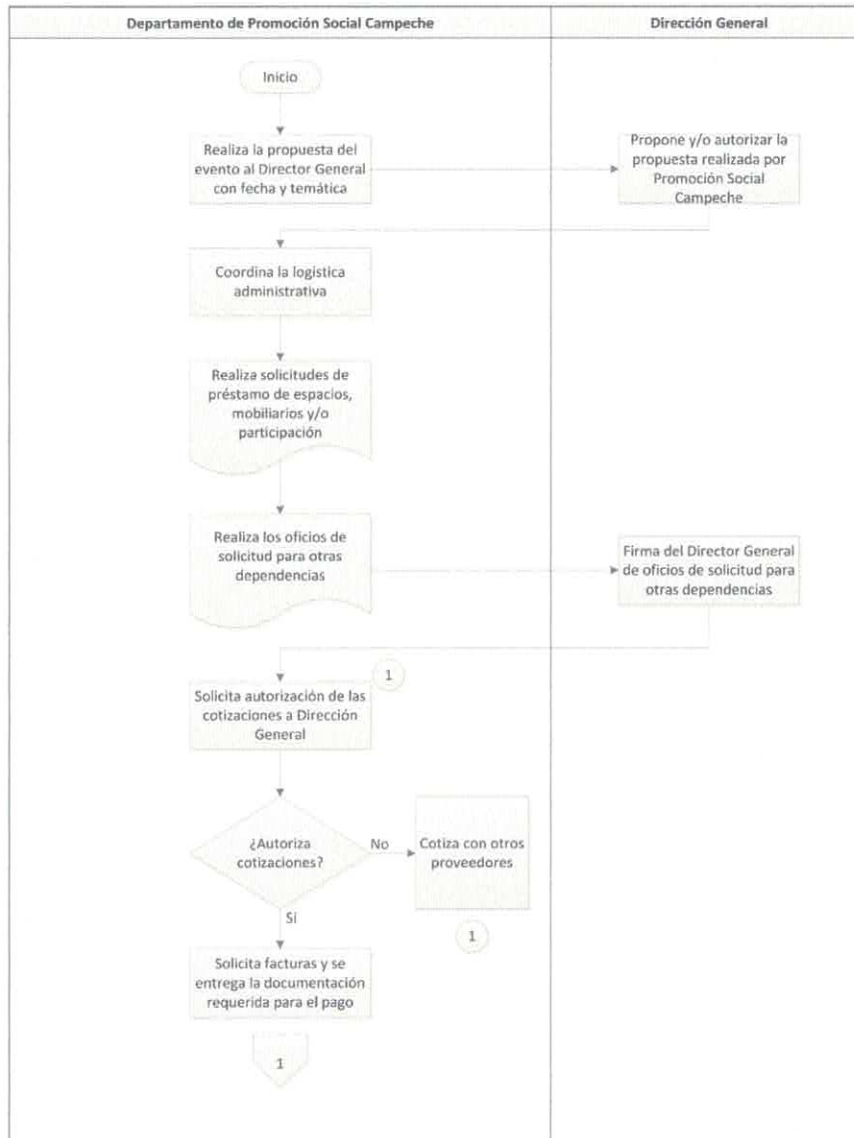 Departamento de Promoción Social Campeche
Dirección General
Inicio
Realiza la propuesta del
evento al Director General
con fecha y temática
Propone y/o autorizar la
propuesta realizada por
Promoción Social
Campeche
Coordina la logística
administrativa
Realiza solicitudes de
préstamo de espacios,
mobiliarios y/o
participación
Realiza los oficios de
solicitud para otras
dependencias
Firma del Director General
de oficios de solicitud para
otras dependencias
1
Solicita autorización de las
cotizaciones a Dirección
General
¿Autoriza
cotizaciones?
No
Cotiza con otros
proveedores
Si
1
Solicita facturas y se
entrega la documentación
requerida para el pago
1